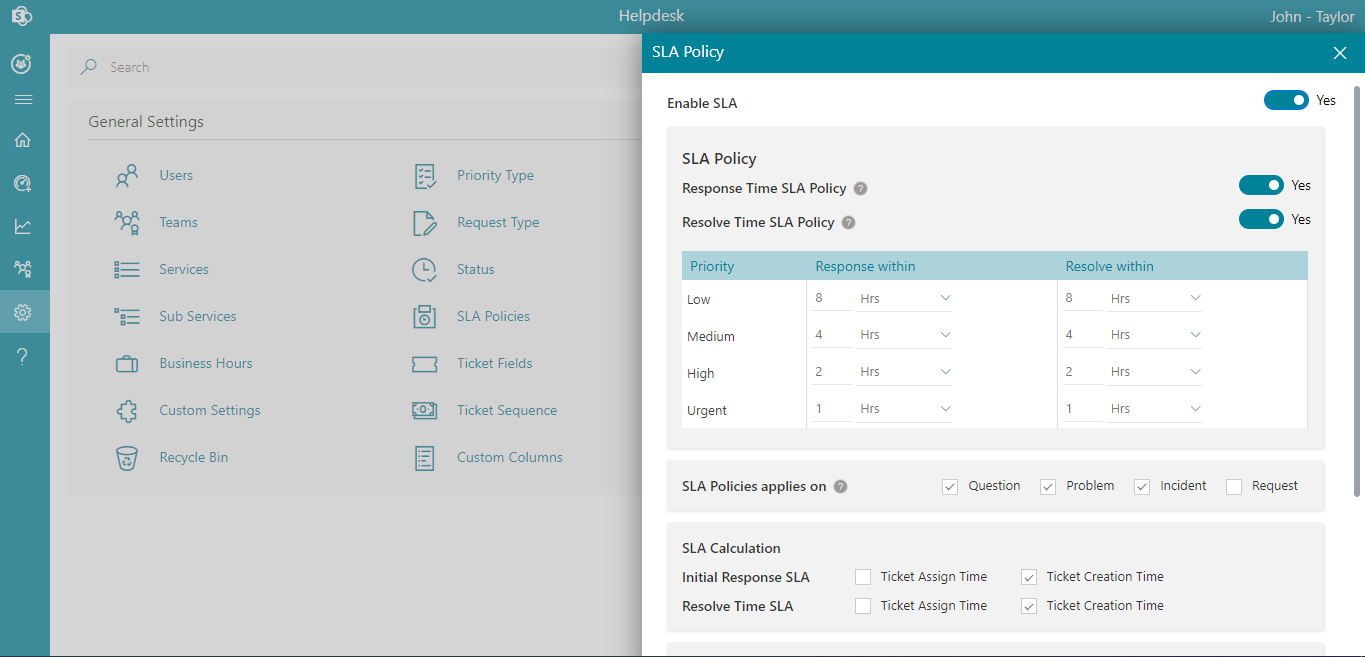 Helpdesk
John - Taylor
Search
General Settings
Users
Priority Type
Teams
Request Type
Services
Status
Sub Services
SLA Policies
Business Hours
Ticket Fields
Custom Settings
Ticket Sequence
Recycle Bin
Custom Columns
SLA Policy
Enable SLA
Yes
SLA Policy
Response Time SLA Policy ?
Yes
Resolve Time SLA Policy ?
Yes
Priority Response within Resolve within
Low 8 Hrs 8 Hrs
Medium 4 Hrs 4 Hrs
High 2 Hrs 2 Hrs
Urgent 1 Hrs 1 Hrs
SLA Policies applies on ? Question Problem Incident Request
SLA Calculation
Initial Response SLA Ticket Assign Time Ticket Creation Time
Resolve Time SLA Ticket Assign Time Ticket Creation Time